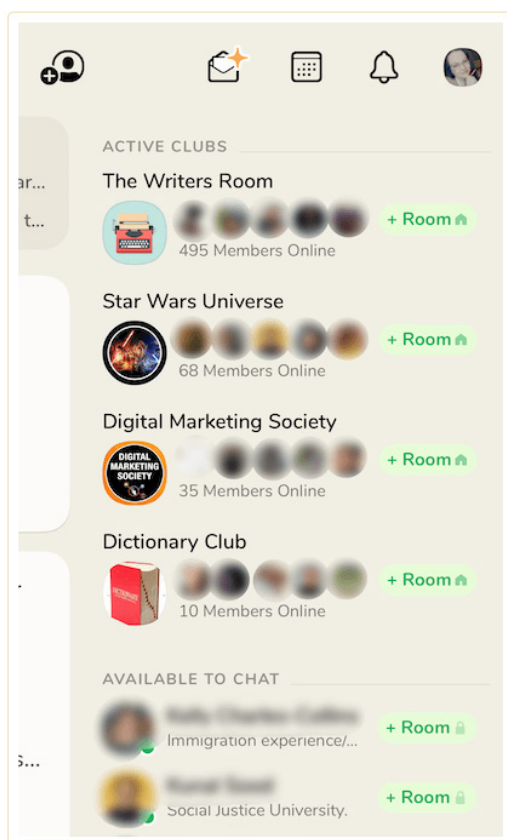 ar...
t...
ACTIVE CLUBS
The Writers Room
+ Room
495 Members Online
Star Wars Universe
+ Room
68 Members Online
Digital Marketing Society
DIGITAL
MARKETING
SOCIETY
+ Room
35 Members Online
Dictionary Club
DICTIONARY
+ Room
10 Members Online
AVAILABLE TO CHAT
+ Room
Immigration experience/...
s...
+ Room
Social Justice University.